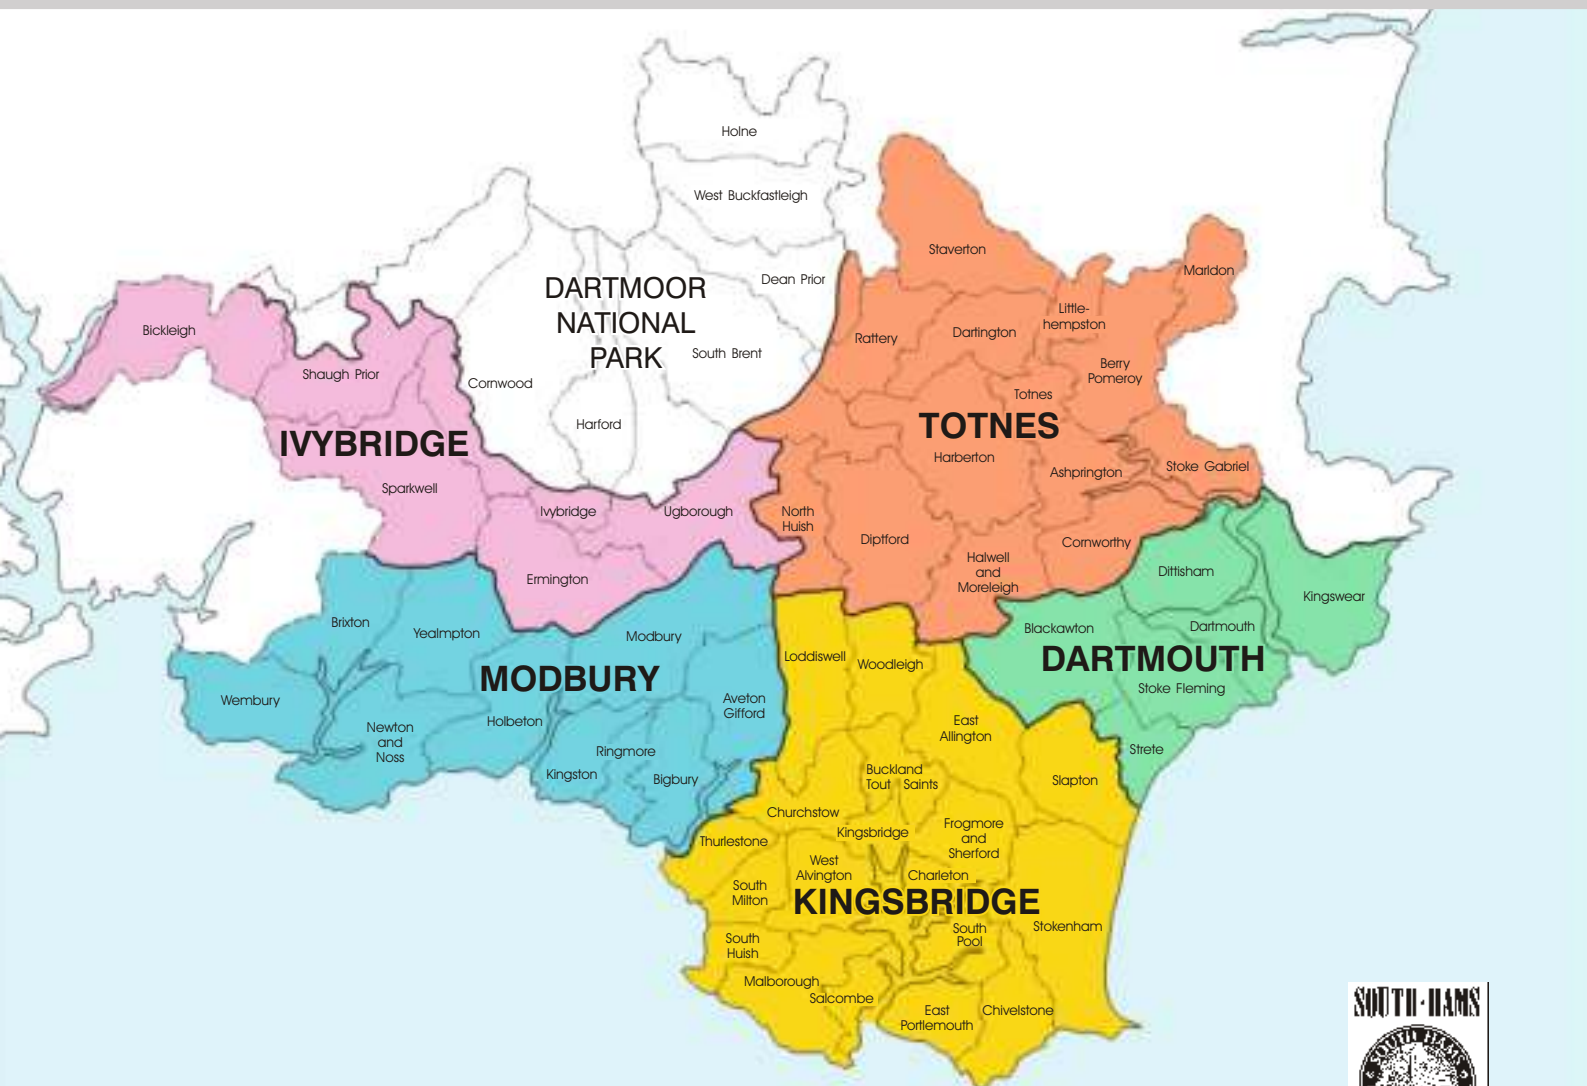 Holne
West Buckfastleigh
Dean Prior
DARTMOOR
NATIONAL
PARK
South Brent
Cornwood
Harford
Bickleigh
Shaugh Prior
IVYBRIDGE
Sparkwell
Ivybridge
Ugborough
Ermington
Staverton
Marldon
Little-
hempston
Rattery
Dartington
Berry
Pomeroy
Totnes
TOTNES
Harberton
Ashprington
Stoke Gabriel
North
Huish
Diptford
Cornworthy
Halwell
and
Moreleigh
Dittisham
Kingswear
Blackawton
Dartmouth
DARTMOUTH
Stoke Fleming
Strete
Brixton
Yealmpton
Modbury
MODBURY
Wembury
Aveton
Gifford
Newton
and
Noss
Holbeton
Ringmore
Kingston
Bigbury
Loddiswell
Woodleigh
East
Allington
Buckland
Tout Saints
Slapton
Churchstow
Kingsbridge
Frogmore
and
Sherford
Thurlestone
West
Alvington
Charleton
South
Milton
KINGSBRIDGE
Stokenham
South
Pool
South
Huish
Malborough
Salcombe
East
Portlemouth
Chivelstone
SOUTH·HAMS
SOUTH HAMS